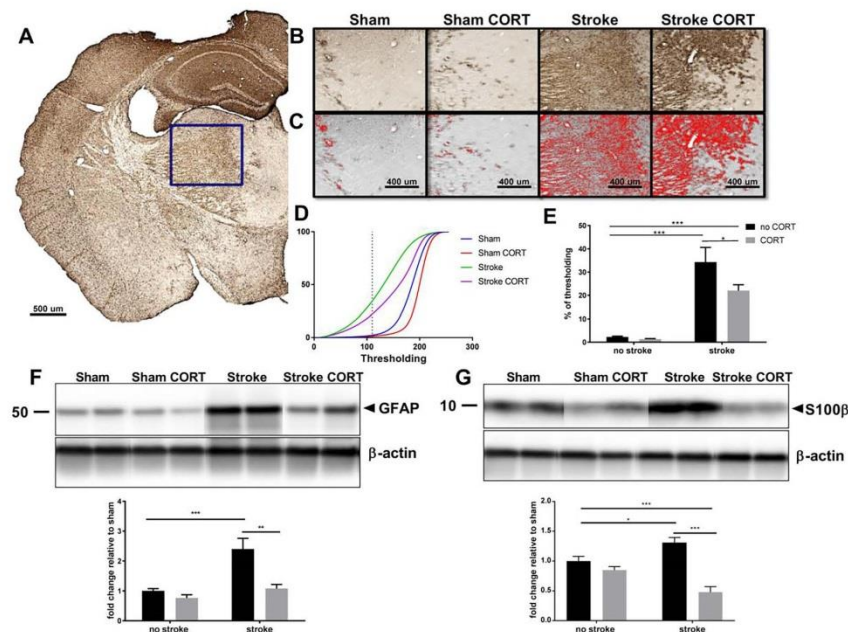 A
500 um
B
Sham
Sham CORT
Stroke
Stroke CORT
C
400 um
400 um
400 um
400 um
D
100
50
0
0
100
200
300
Thresholding
Sham
Sham CORT
Stroke
Stroke CORT
E
% of thresholding
50
40
30
20
10
0
***
***
*
no CORT
CORT
no stroke
stroke
F
Sham
Sham CORT
Stroke
Stroke CORT
50
GFAP
β-actin
fold change relative to sham
4
3
2
1
0
***
**
no stroke
stroke
G
Sham
Sham CORT
Stroke
Stroke CORT
10
S100β
β-actin
fold change relative to sham
2.0
1.5
1.0
0.5
0.0
***
*
***
no stroke
stroke